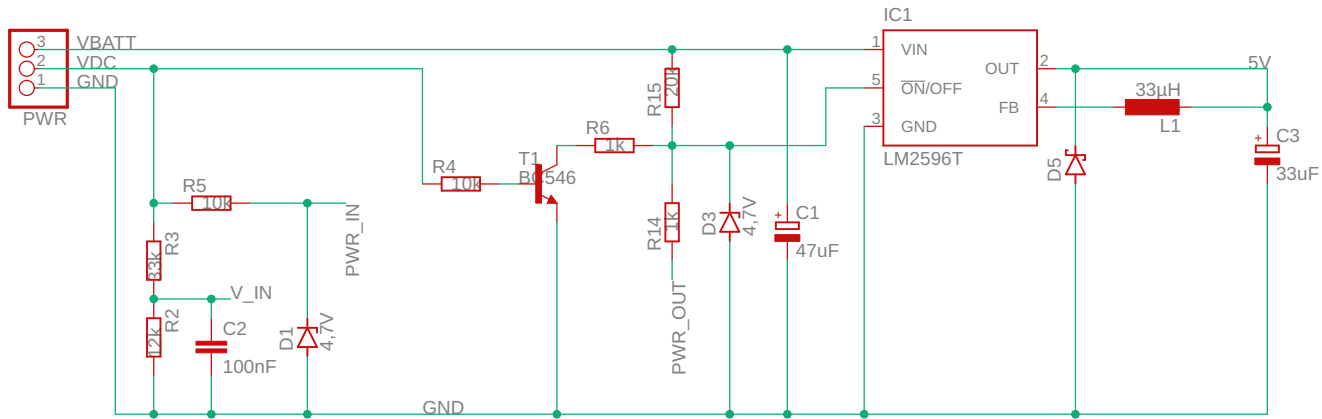 IC1
3 VBATT
2 VDC
1 GND
PWR
1 VIN
OUT 2
5 ON/OFF
FB 4
3 GND
LM2596T
5V
33µH
L1
+
C3
33uF
D5
R15
20k
R6
1k
T1
BC546
R4
10k
R5
10k
PWR_IN
R14
1k
D3
4,7V
+
C1
47uF
R3
33k
V_IN
R2
12k
C2
100nF
D1
4,7V
PWR_OUT
GND